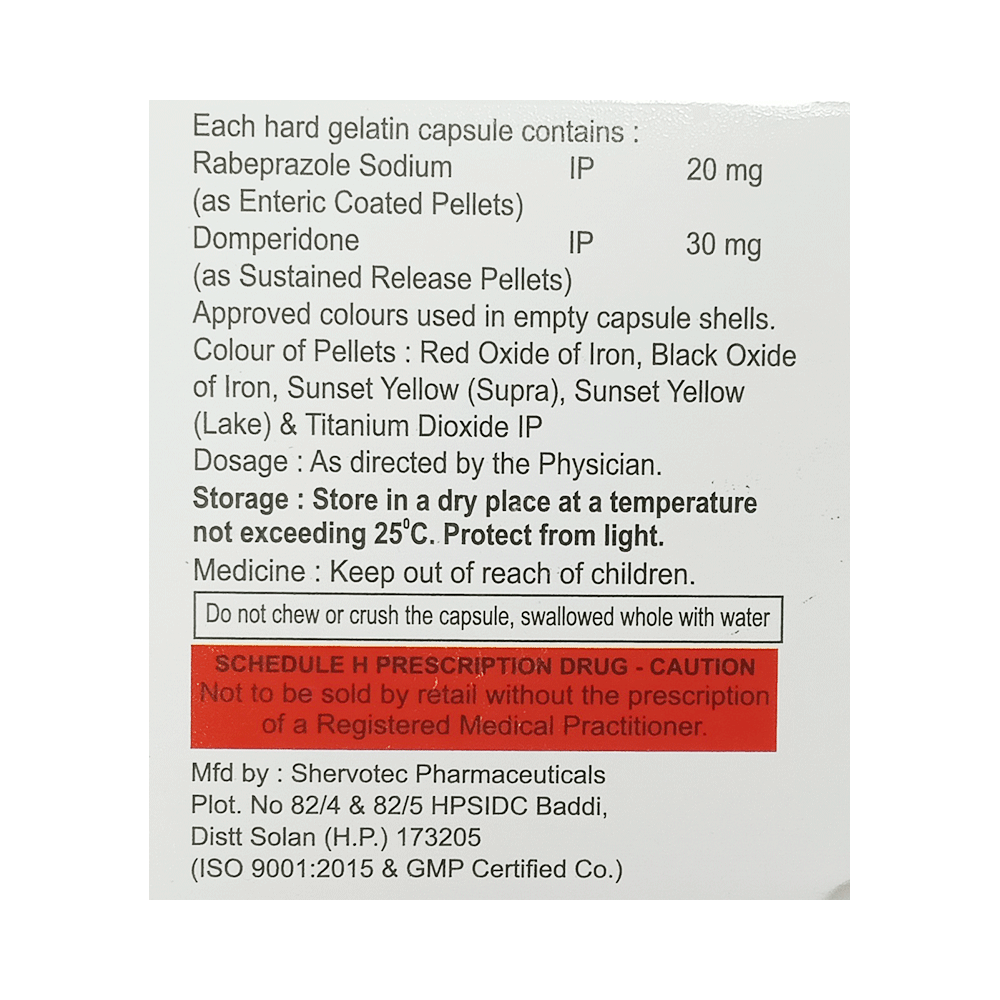 Each hard gelatin capsule contains :
Rabeprazole Sodium IP 20 mg
(as Enteric Coated Pellets)
Domperidone IP 30 mg
(as Sustained Release Pellets)
Approved colours used in empty capsule shells.
Colour of Pellets : Red Oxide of Iron, Black Oxide
of Iron, Sunset Yellow (Supra), Sunset Yellow
(Lake) & Titanium Dioxide IP
Dosage : As directed by the Physician.
Storage : Store in a dry place at a temperature
not exceeding 25⁰C. Protect from light.
Medicine : Keep out of reach of children.
Do not chew or crush the capsule, swallowed whole with water
SCHEDULE H PRESCRIPTION DRUG - CAUTION
Not to be sold by retail without the prescription
of a Registered Medical Practitioner.
Mfd by : Shervotec Pharmaceuticals
Plot. No 82/4 & 82/5 HPSIDC Baddi,
Distt Solan (H.P.) 173205
(ISO 9001:2015 & GMP Certified Co.)